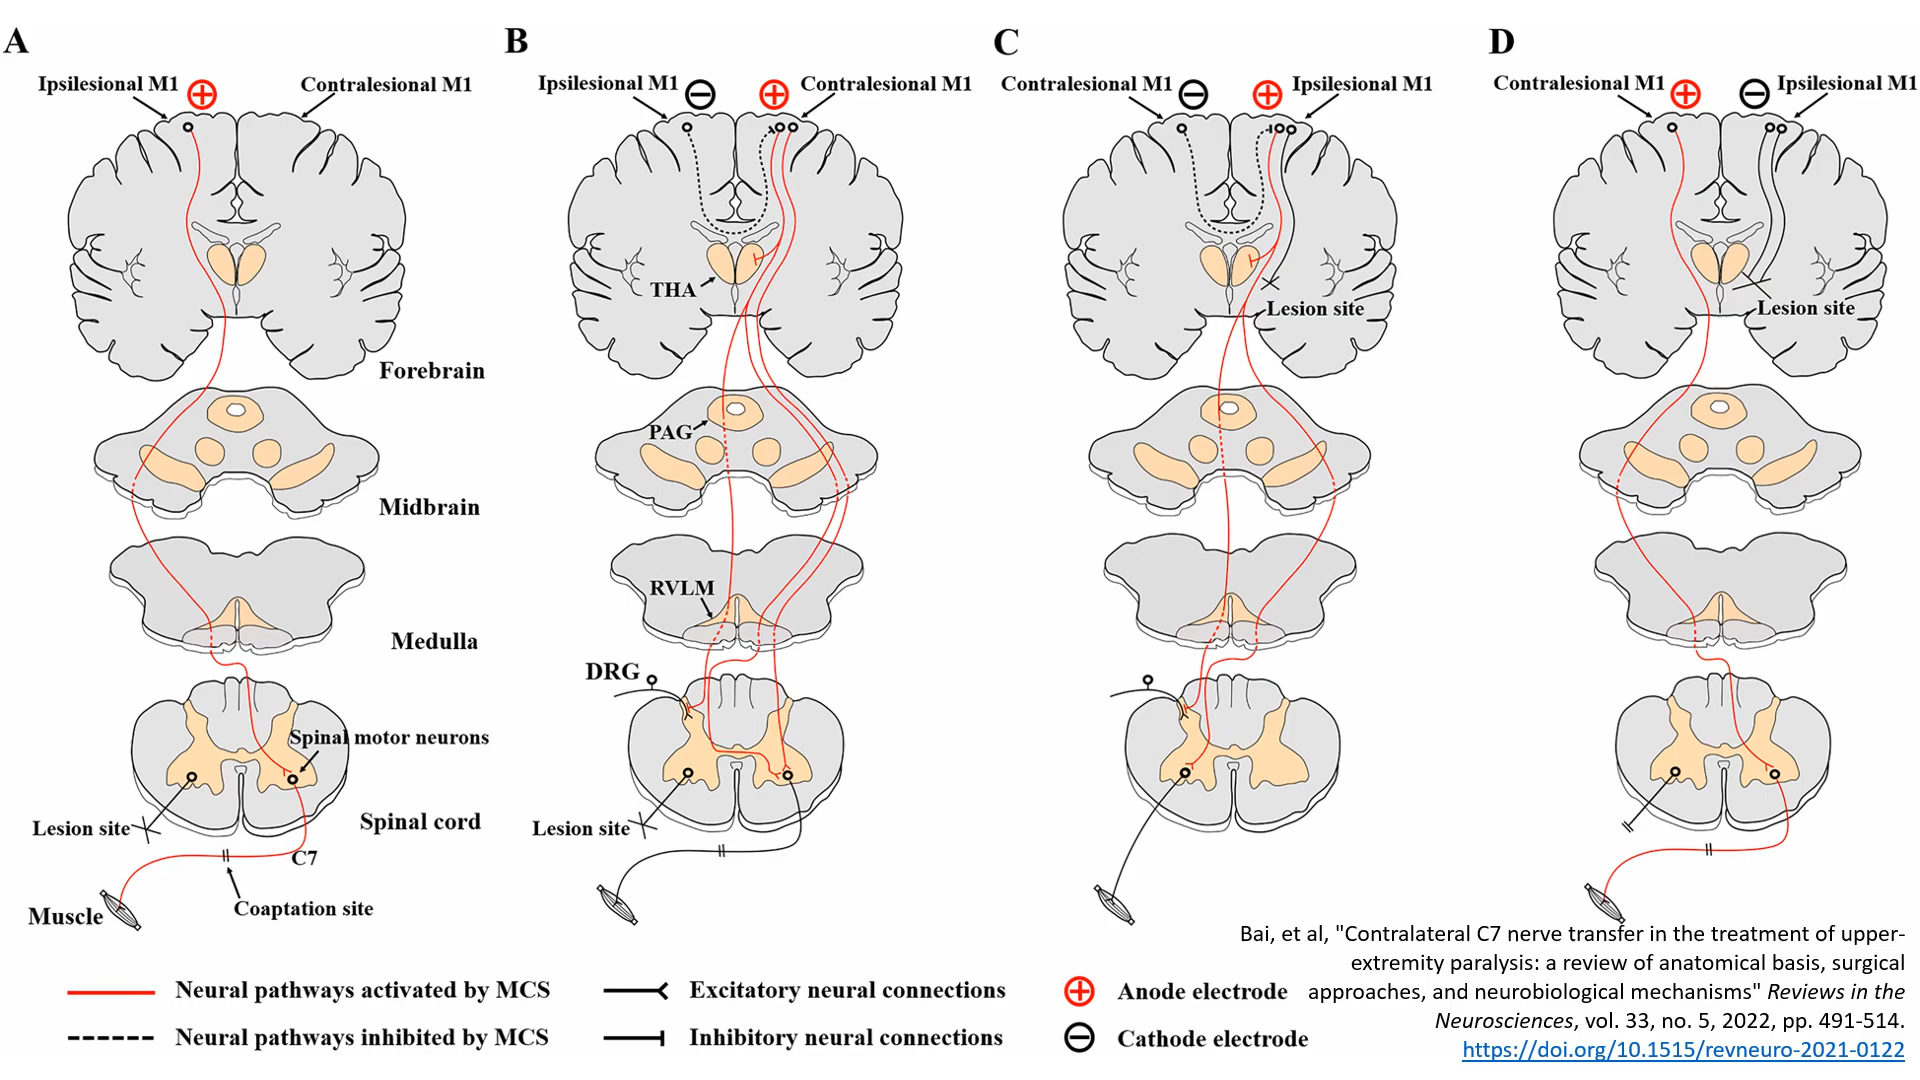 A
Ipsilesional M1
Contralesional M1
Forebrain
Midbrain
Medulla
Spinal motor neurons
Lesion site
Spinal cord
C7
Muscle
Coaptation site
B
Ipsilesional M1
Contralesional M1
THA
PAG
RVLM
DRG
Lesion site
C
Contralesional M1
Ipsilesional M1
Lesion site
D
Contralesional M1
Ipsilesional M1
Lesion site
Neural pathways activated by MCS
Neural pathways inhibited by MCS
Excitatory neural connections
Inhibitory neural connections
Anode electrode
Cathode electrode
Bai, et al, "Contralateral C7 nerve transfer in the treatment of upper-
extremity paralysis: a review of anatomical basis, surgical
approaches, and neurobiological mechanisms" Reviews in the
Neurosciences, vol. 33, no. 5, 2022, pp. 491-514.
https://doi.org/10.1515/revneuro-2021-0122